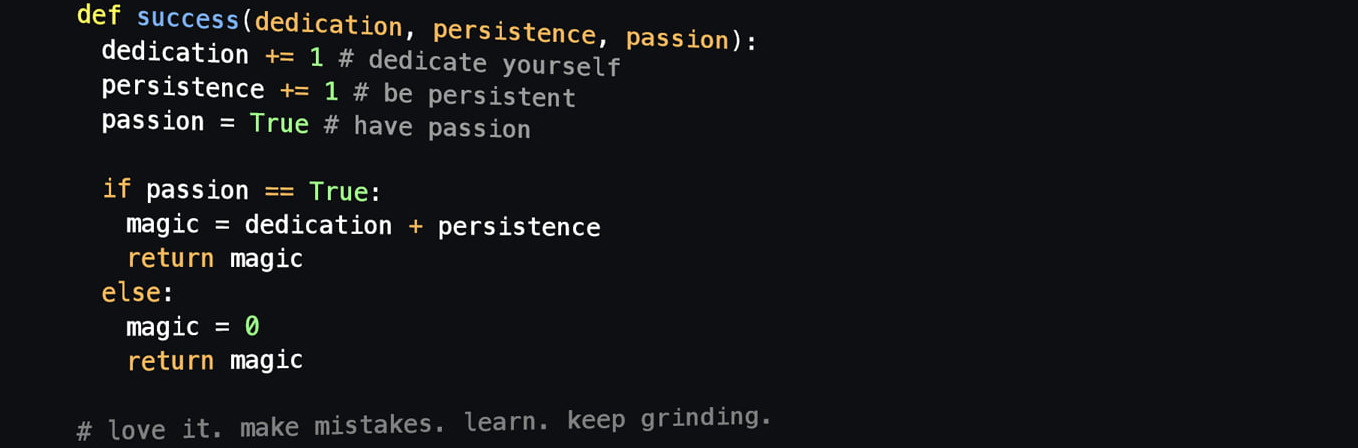 def success(dedication, persistence, passion):
  dedication += 1 # dedicate yourself
  persistence += 1 # be persistent
  passion = True # have passion

  if passion == True:
    magic = dedication + persistence
    return magic
  else:
    magic = 0
    return magic

# love it. make mistakes. learn. keep grinding.